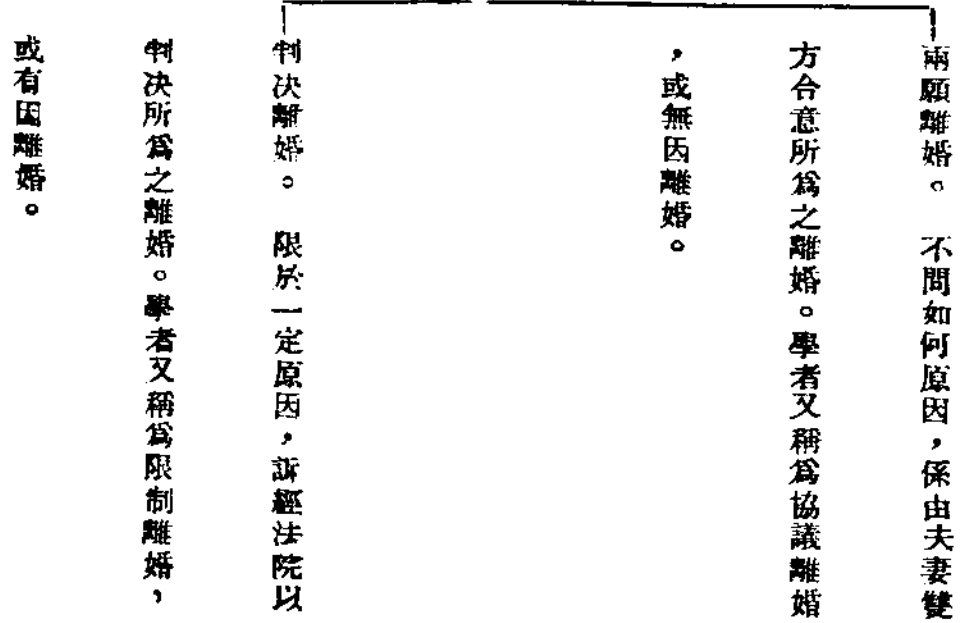 兩願離婚。　不問如何原因，係由夫妻雙
方合意所爲之離婚。學者又稱爲協議離婚
，或無因離婚。
判決離婚。　限於一定原因，訴經法院以
判決所爲之離婚。學者又稱爲限制離婚，
或有因離婚。